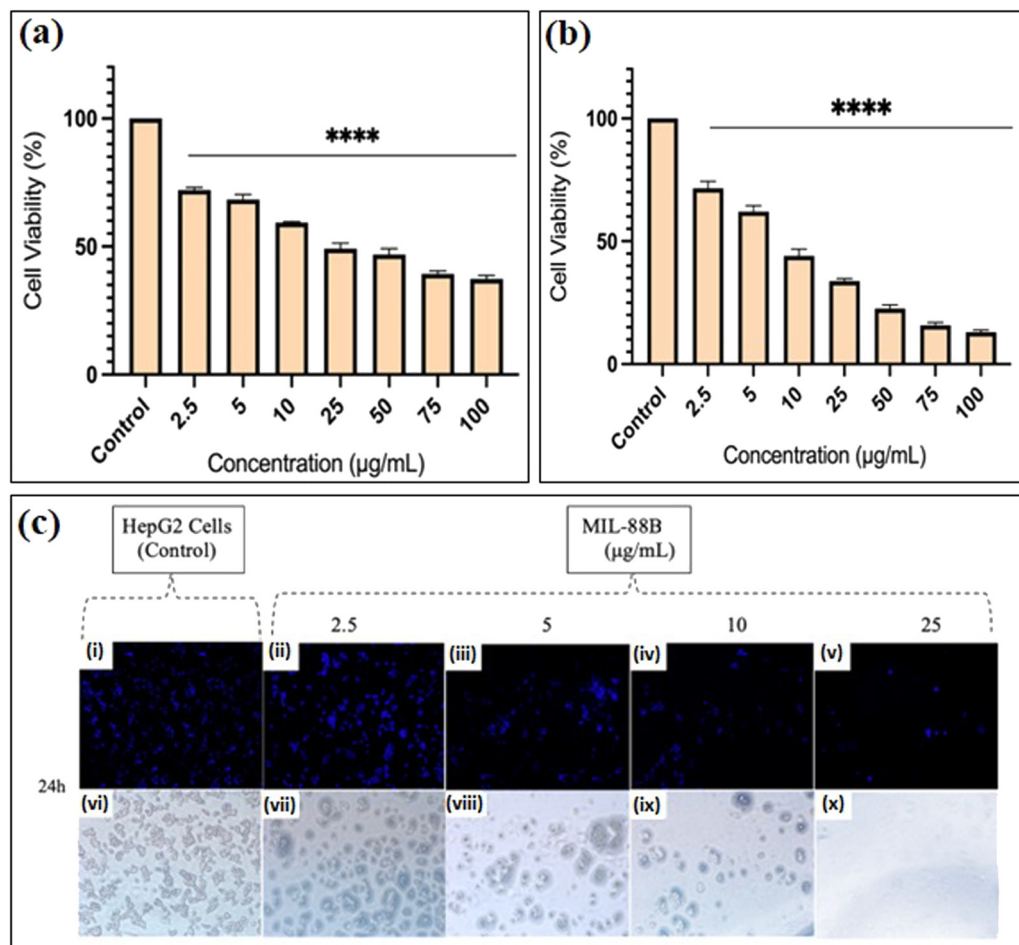 (a)
****
100
50
0
Cell Viability (%)
Control
2.5
5
10
25
50
75
100
Concentration (µg/mL)
(b)
****
100
50
0
Cell Viability (%)
Control
2.5
5
10
25
50
75
100
Concentration (µg/mL)
(c)
HepG2 Cells
(Control)
MIL-88B
(µg/mL)
2.5
5
10
25
(i)
(ii)
(iii)
(iv)
(v)
24h
(vi)
(vii)
(viii)
(ix)
(x)